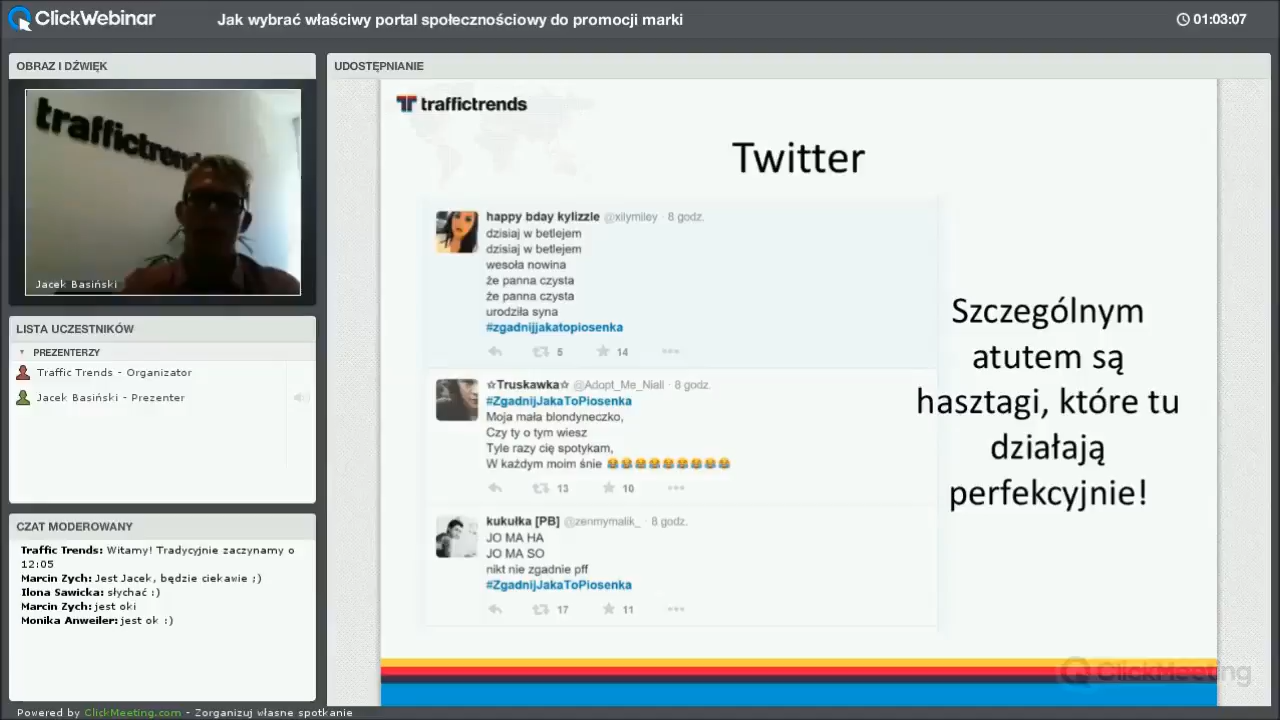 ClickWebinar
Jak wybrać właściwy portal społecznościowy do promocji marki
01:03:07
OBRAZ I DŹWIĘK
traffictrends
Jacek Basiński
LISTA UCZESTNIKÓW
PREZENTERZY
Traffic Trends - Organizator
Jacek Basiński - Prezenter
CZAT MODEROWANY
Traffic Trends: Witamy! Tradycyjnie zaczynamy o
12:05
Marcin Zych: Jest Jacek, będzie ciekawie ;)
Ilona Sawicka: słychać :)
Marcin Zych: jest oki
Monika Anweiler: jest ok :)
UDOSTĘPNIANIE
traffictrends
Twitter
happy bday kylizzle @xilymiley · 8 godz.
dzisiaj w betlejem
dzisiaj w betlejem
wesoła nowina
że panna czysta
że panna czysta
urodziła syna
#zgadnijjakatopiosenka
5 14
☆Truskawka☆ @Adopt_Me_Niall · 8 godz.
#ZgadnijJakaToPiosenka
Moja mała blondyneczko,
Czy ty o tym wiesz
Tyle razy cię spotykam,
W każdym moim śnie 😂😂😂😂😂😂😂😂😂
13 10
kukułka [PB] @zenmymalik_ · 8 godz.
JO MA HA
JO MA SO
nikt nie zgadnie pff
#ZgadnijJakaToPiosenka
17 11
Szczególnym
atutem są
hasztagi, które tu
działają
perfekcyjnie!
ClickMeeting
Powered by ClickMeeting.com - Zorganizuj własne spotkanie